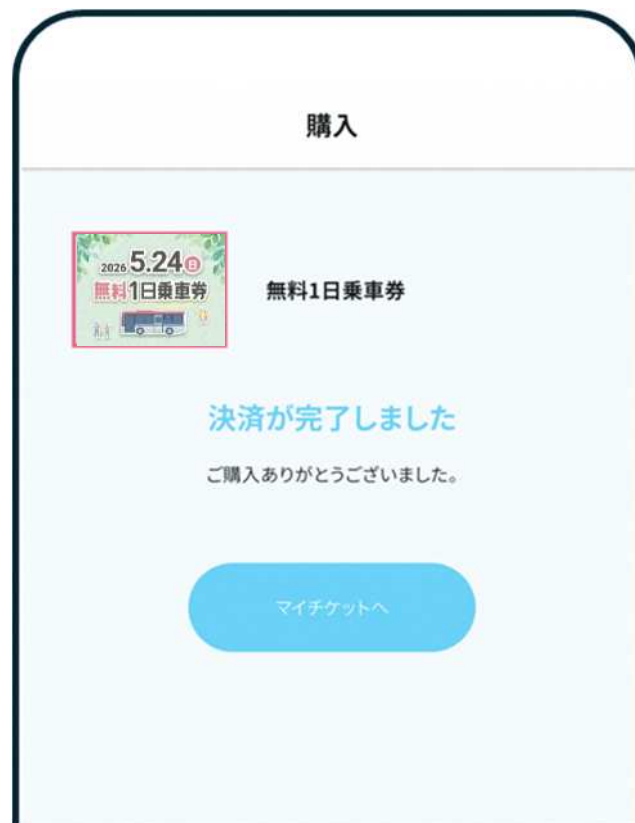 購入
2026 5.24日
無料1日乗車券
無料1日乗車券
決済が完了しました
ご購入ありがとうございました。
マイチケットへ